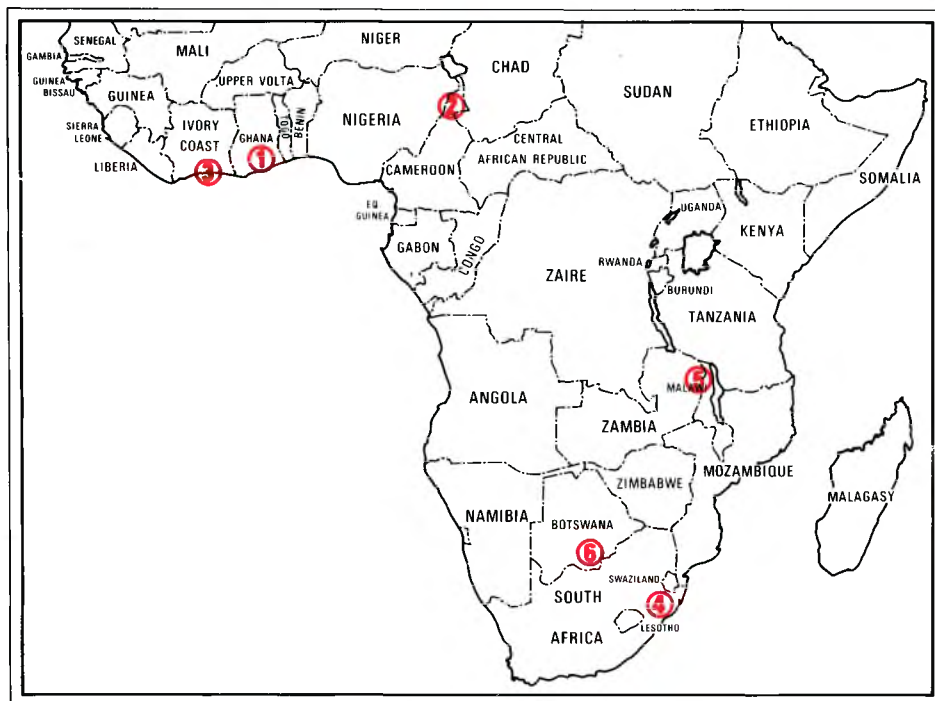 SENEGAL
MALI
NIGER
CHAD
SUDAN
GAMBIA
GUINEA
BISSAU
GUINEA
UPPER VOLTA
SIERRA
LEONE
IVORY
COAST
GHANA
TOGO
BENIN
NIGERIA
LIBERIA
3
1
2
CENTRAL
AFRICAN REPUBLIC
CAMEROON
ETHIOPIA
SOMALIA
EQ
GUINEA
GABON
CONGO
UGANDA
KENYA
RWANDA
BURUNDI
ZAIRE
TANZANIA
ANGOLA
5
MALAWI
ZAMBIA
MOZAMBIQUE
ZIMBABWE
MALAGASY
NAMIBIA
BOTSWANA
6
SWAZILAND
SOUTH
AFRICA
4
LESOTHO